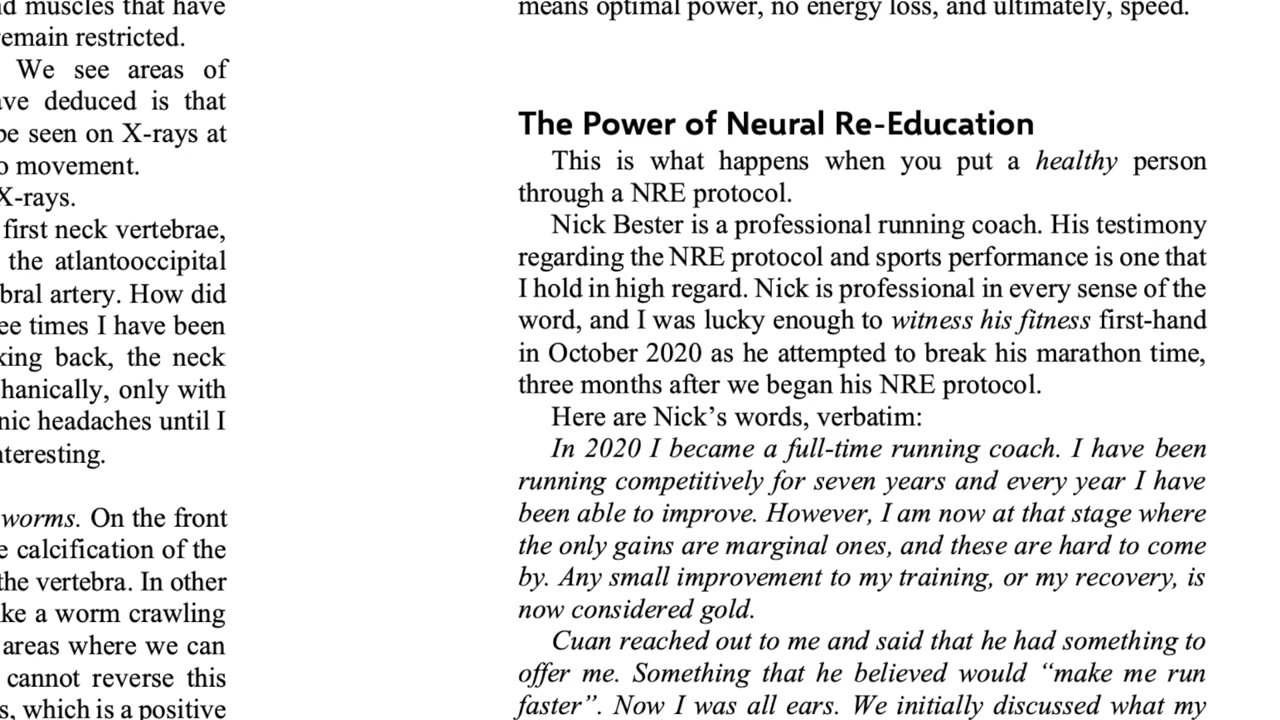 nd muscles that have
remain restricted.
We see areas of
ave deduced is that
be seen on X-rays at
o movement.
X-rays.
first neck vertebrae,
the atlantooccipital
bral artery. How did
ee times I have been
king back, the neck
hanically, only with
nic headaches until I
nteresting.
worms. On the front
e calcification of the
the vertebra. In other
ike a worm crawling
areas where we can
cannot reverse this
s, which is a positive
means optimal power, no energy loss, and ultimately, speed.
The Power of Neural Re-Education
This is what happens when you put a healthy person
through a NRE protocol.
Nick Bester is a professional running coach. His testimony
regarding the NRE protocol and sports performance is one that
I hold in high regard. Nick is professional in every sense of the
word, and I was lucky enough to witness his fitness first-hand
in October 2020 as he attempted to break his marathon time,
three months after we began his NRE protocol.
Here are Nick’s words, verbatim:
In 2020 I became a full-time running coach. I have been
running competitively for seven years and every year I have
been able to improve. However, I am now at that stage where
the only gains are marginal ones, and these are hard to come
by. Any small improvement to my training, or my recovery, is
now considered gold.
Cuan reached out to me and said that he had something to
offer me. Something that he believed would “make me run
faster”. Now I was all ears. We initially discussed what my